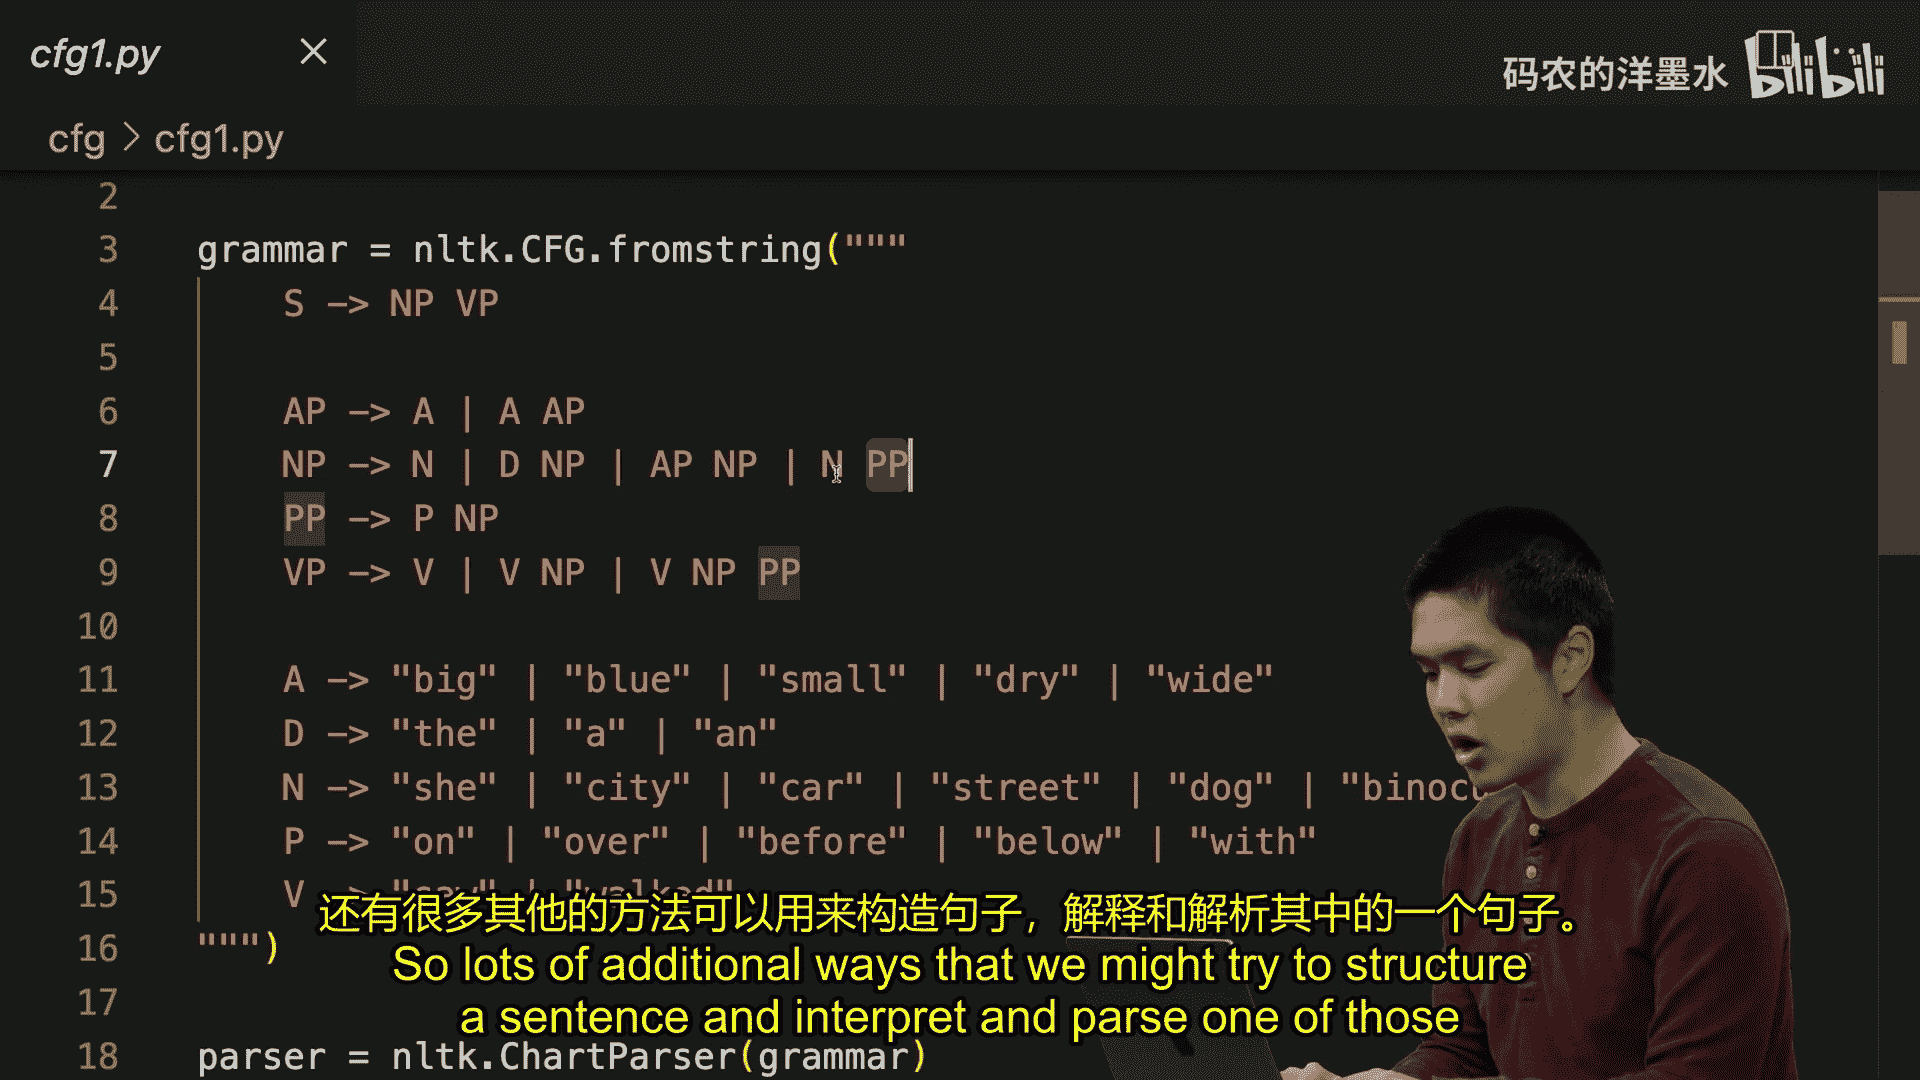 cfg1.py
码农的洋墨水 bilibili
cfg > cfg1.py
2
3 grammar = nltk.CFG.fromstring("""
4 S -> NP VP
5
6 AP -> A | A AP
7 NP -> N | D NP | AP NP | N PP
8 PP -> P NP
9 VP -> V | V NP | V NP PP
10
11 A -> "big" | "blue" | "small" | "dry" | "wide"
12 D -> "the" | "a" | "an"
13 N -> "she" | "city" | "car" | "street" | "dog" | "binocu
14 P -> "on" | "over" | "before" | "below" | "with"
15 V -> "saw" | "walked"
还有很多其他的方法可以用来构造句子，解释和解析其中的一个句子。
16 """)
So lots of additional ways that we might try to structure
17
a sentence and interpret and parse one of those
18 parser = nltk.ChartParser(grammar)